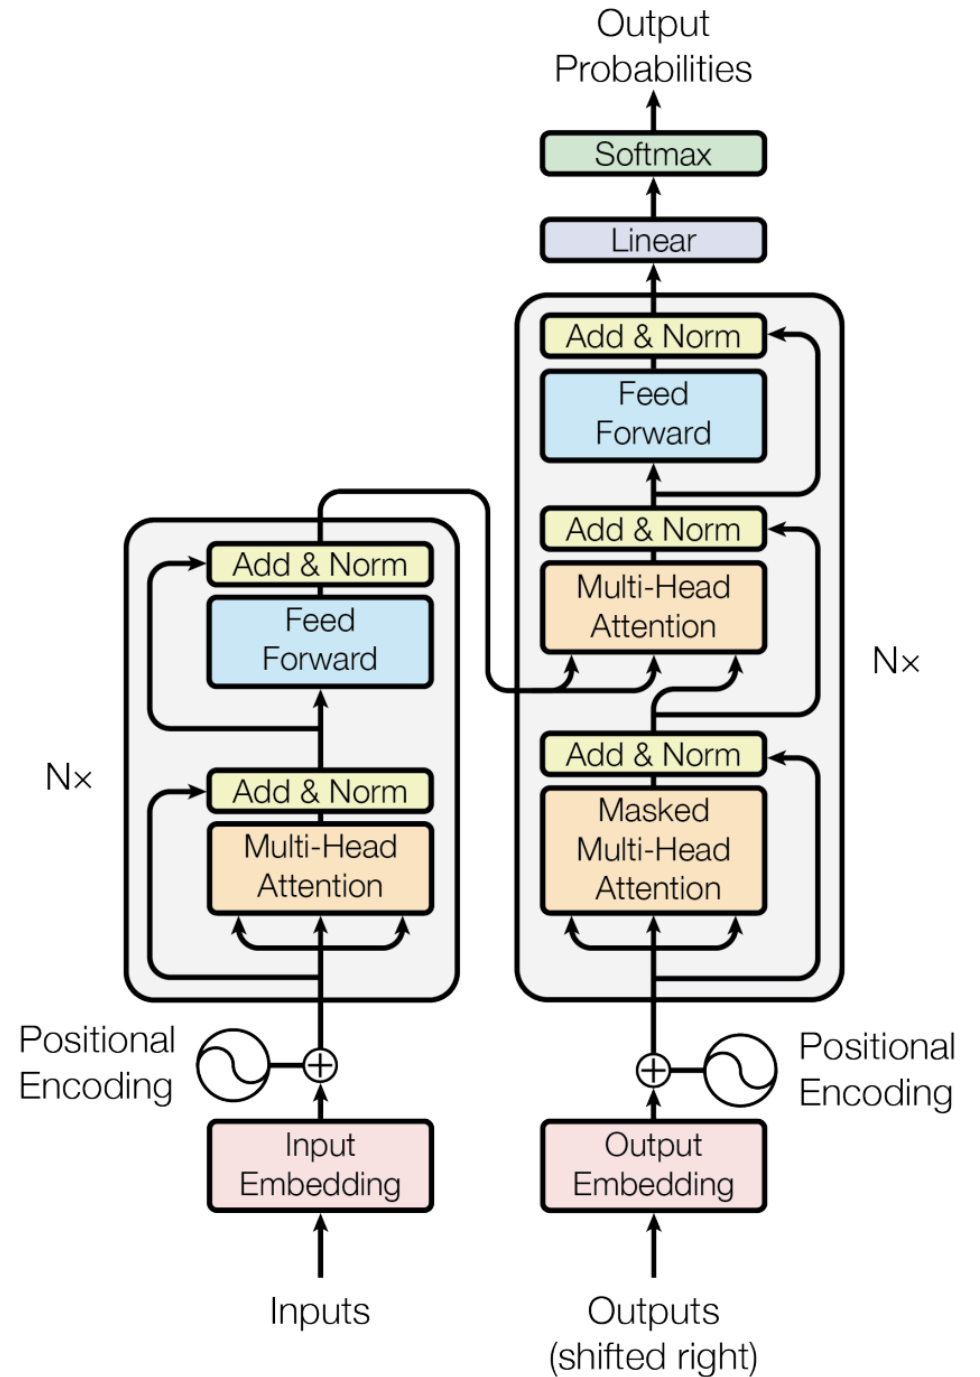 Output
Probabilities
Softmax
Linear
Add & Norm
Feed
Forward
Add & Norm
Multi-Head
Attention
Nx
Add & Norm
Masked
Multi-Head
Attention
Add & Norm
Feed
Forward
N×
Add & Norm
Multi-Head
Attention
Positional
Encoding
Positional
Encoding
Input
Embedding
Output
Embedding
Inputs
Outputs
(shifted right)